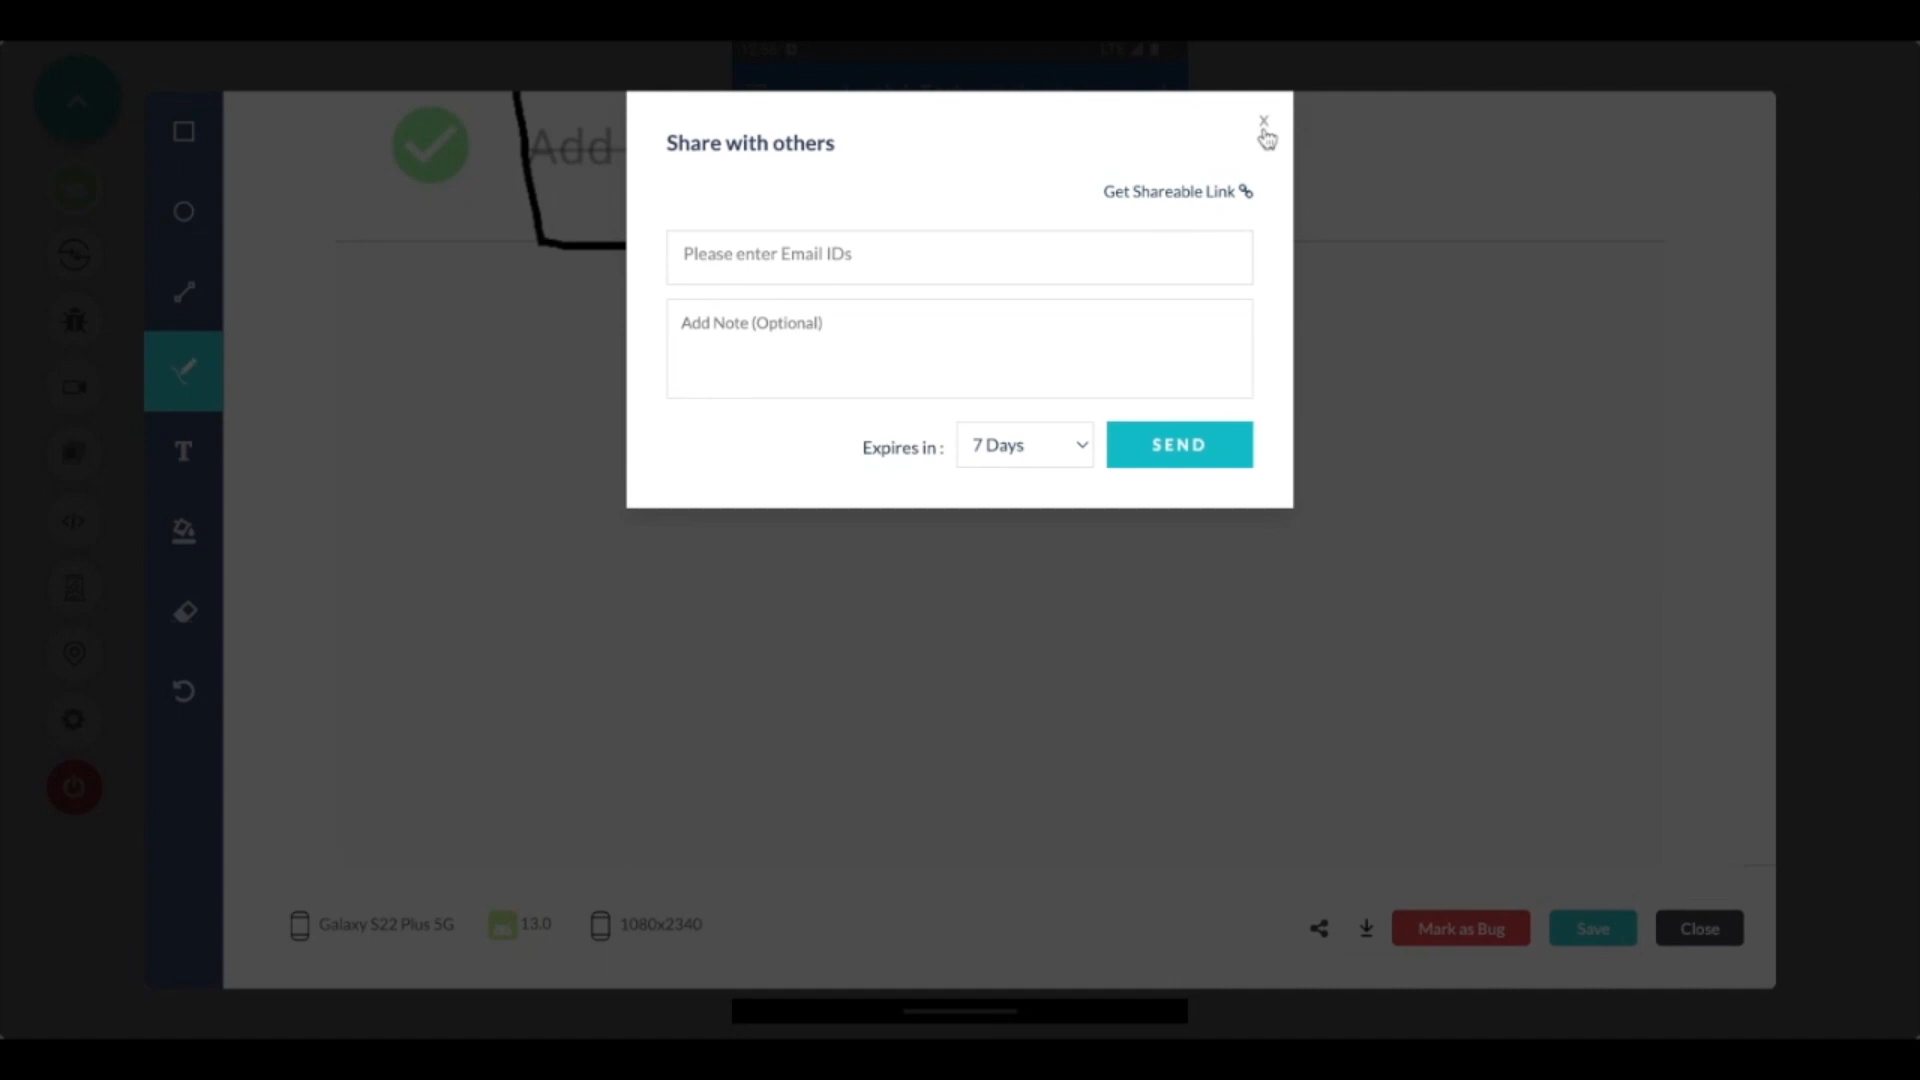 LTE
Add
Share with others
x
Get Shareable Link
Please enter Email IDs
Add Note (Optional)
Expires in :
7 Days
SEND
T
Galaxy S22 Plus 5G
13.0
1080x2340
Mark as Bug
Save
Close